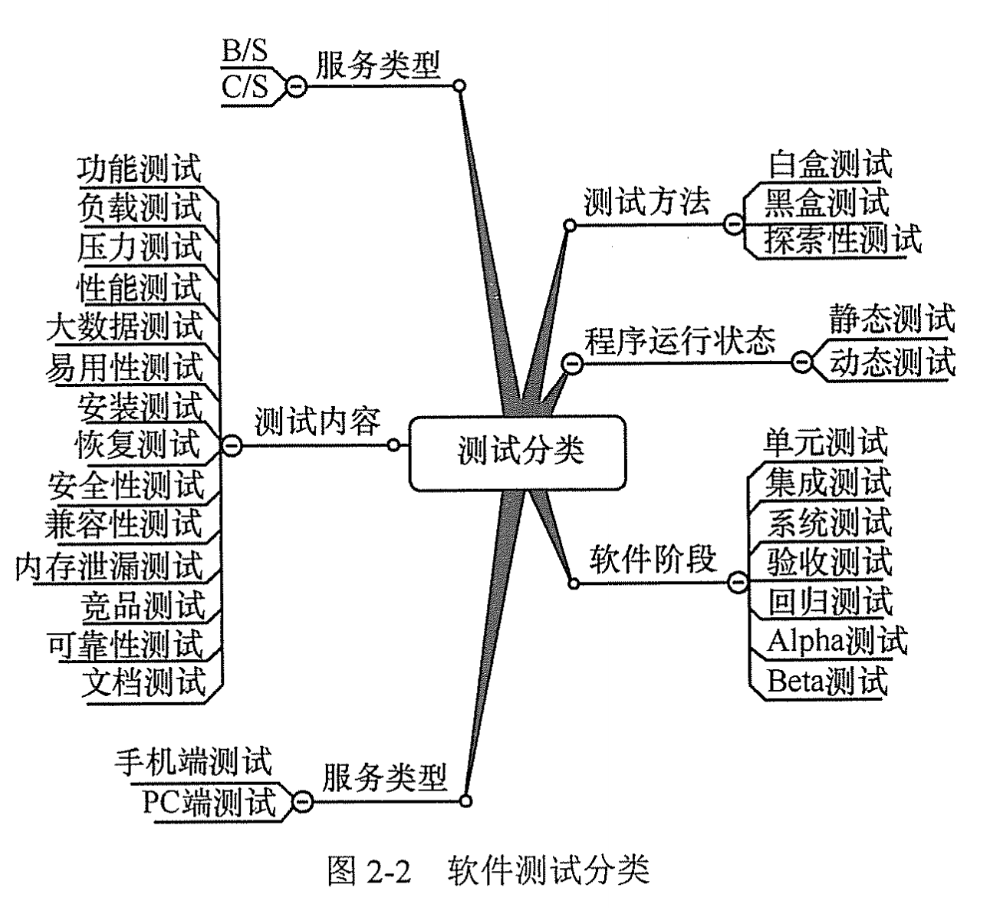 B/S
C/S
服务类型
功能测试
负载测试
压力测试
性能测试
大数据测试
易用性测试
安装测试
恢复测试
安全性测试
兼容性测试
内存泄漏测试
竞品测试
可靠性测试
文档测试
测试内容
手机端测试
PC端测试
服务类型
测试分类
测试方法
白盒测试
黑盒测试
探索性测试
程序运行状态
静态测试
动态测试
软件阶段
单元测试
集成测试
系统测试
验收测试
回归测试
Alpha测试
Beta测试
图 2-2 软件测试分类